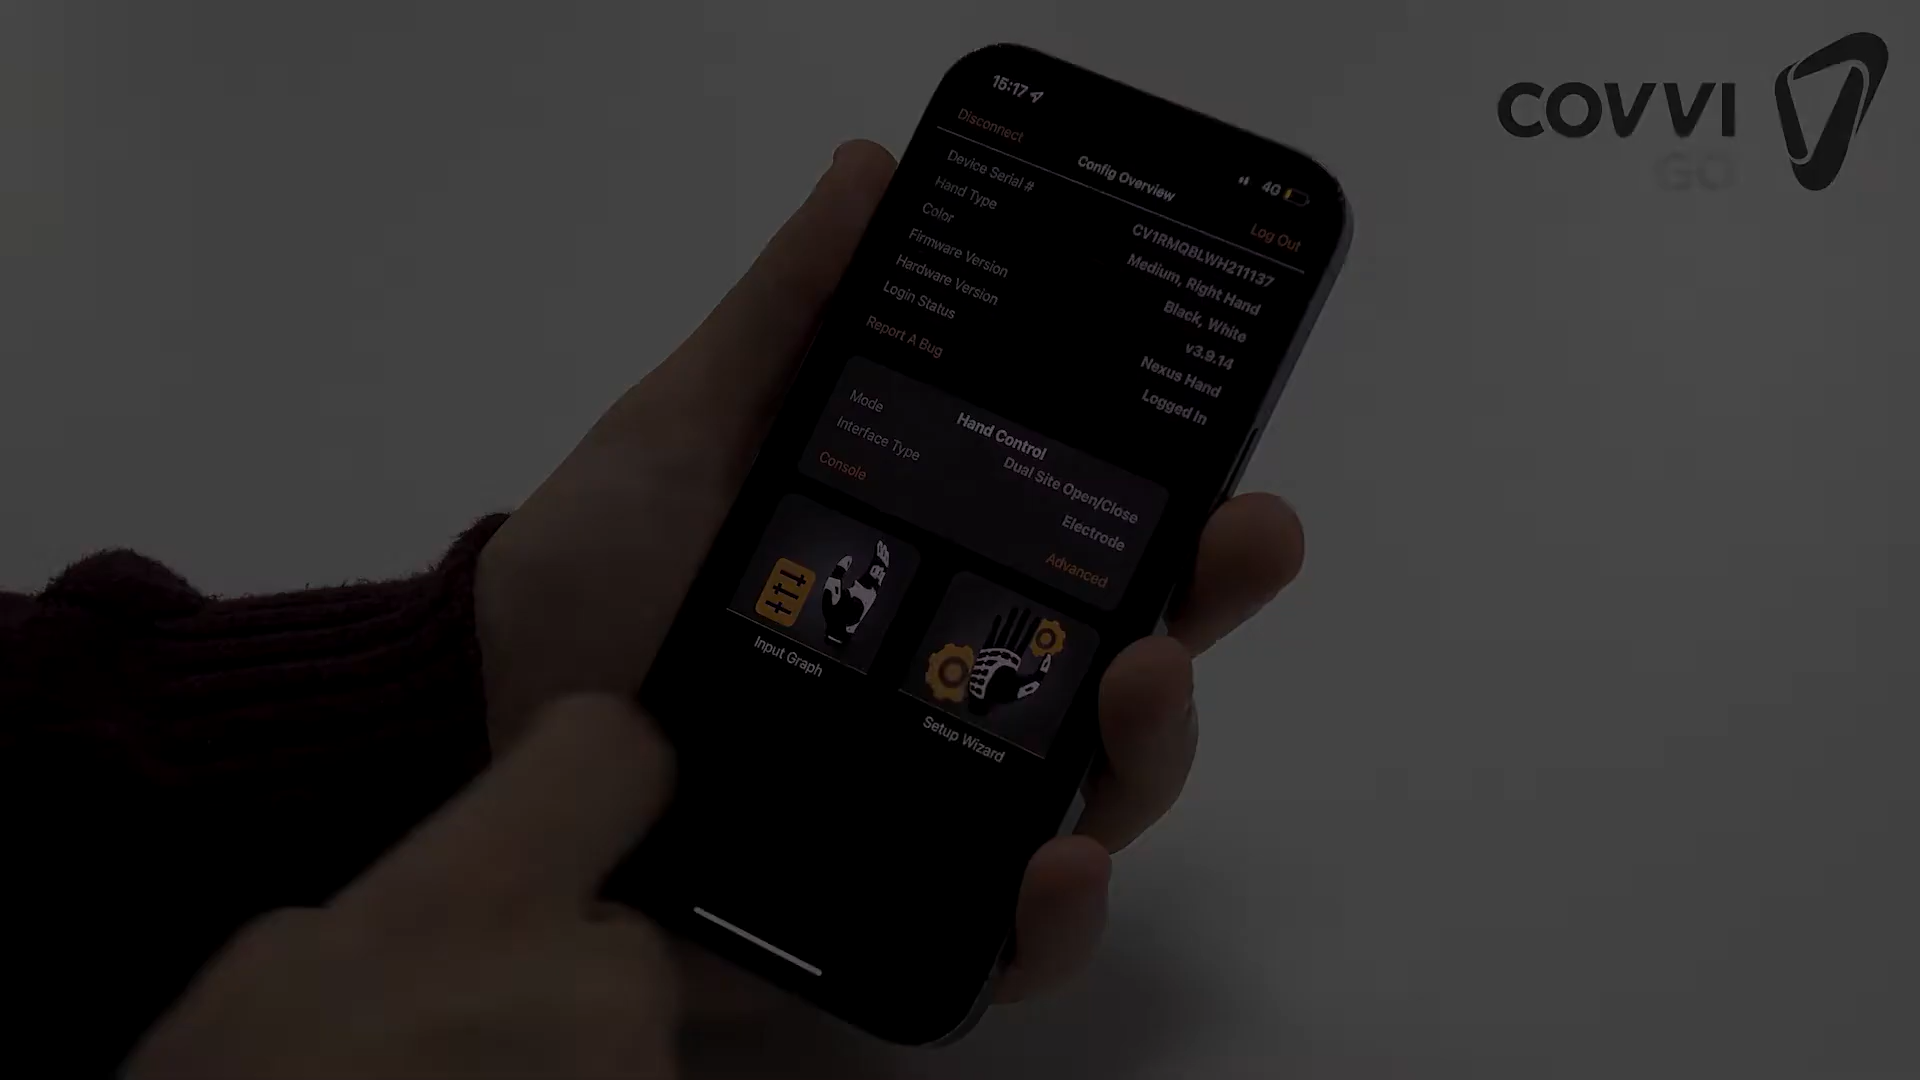 COVVI
GO
15:17
40
Disconnect
Config Overview
Log Out
Device Serial #
CV1RMQBLWH211137
Hand Type
Medium, Right Hand
Color
Black, White
Firmware Version
v3.9.14
Hardware Version
Nexus Hand
Login Status
Logged In
Report A Bug
Hand Control
Mode
Dual Site Open/Close
Interface Type
Electrode
Console
Advanced
Input Graph
Setup Wizard